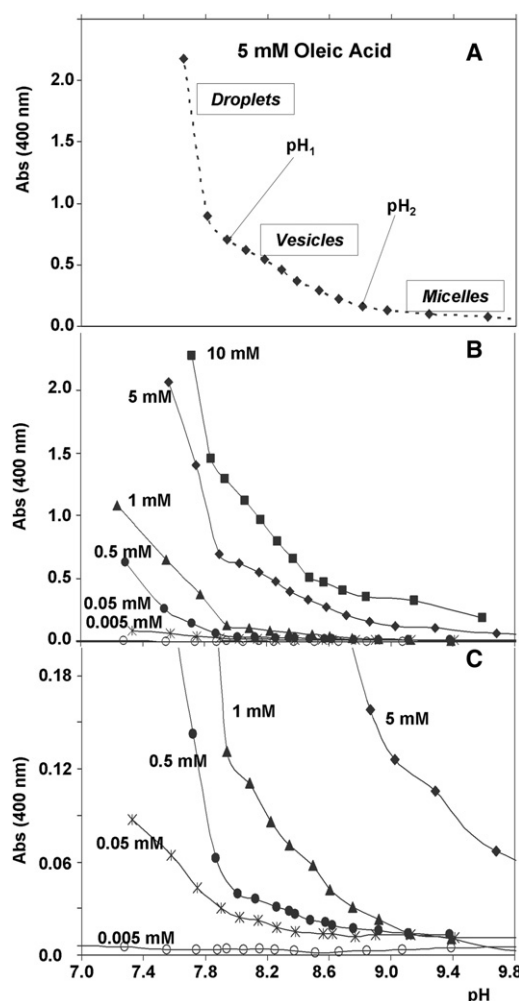 5 mM Oleic Acid
A
Droplets
pH1
Vesicles
pH2
Micelles
Abs (400 nm)
2.0
1.5
1.0
0.5
0.0
B
10 mM
5 mM
1 mM
0.5 mM
0.05 mM
0.005 mM
Abs (400 nm)
2.0
1.5
1.0
0.5
0.0
C
1 mM
5 mM
0.5 mM
0.05 mM
0.005 mM
Abs (400 nm)
0.18
0.12
0.06
0.0
7.0 7.4 7.8 8.2 8.6 9.0 9.4
pH